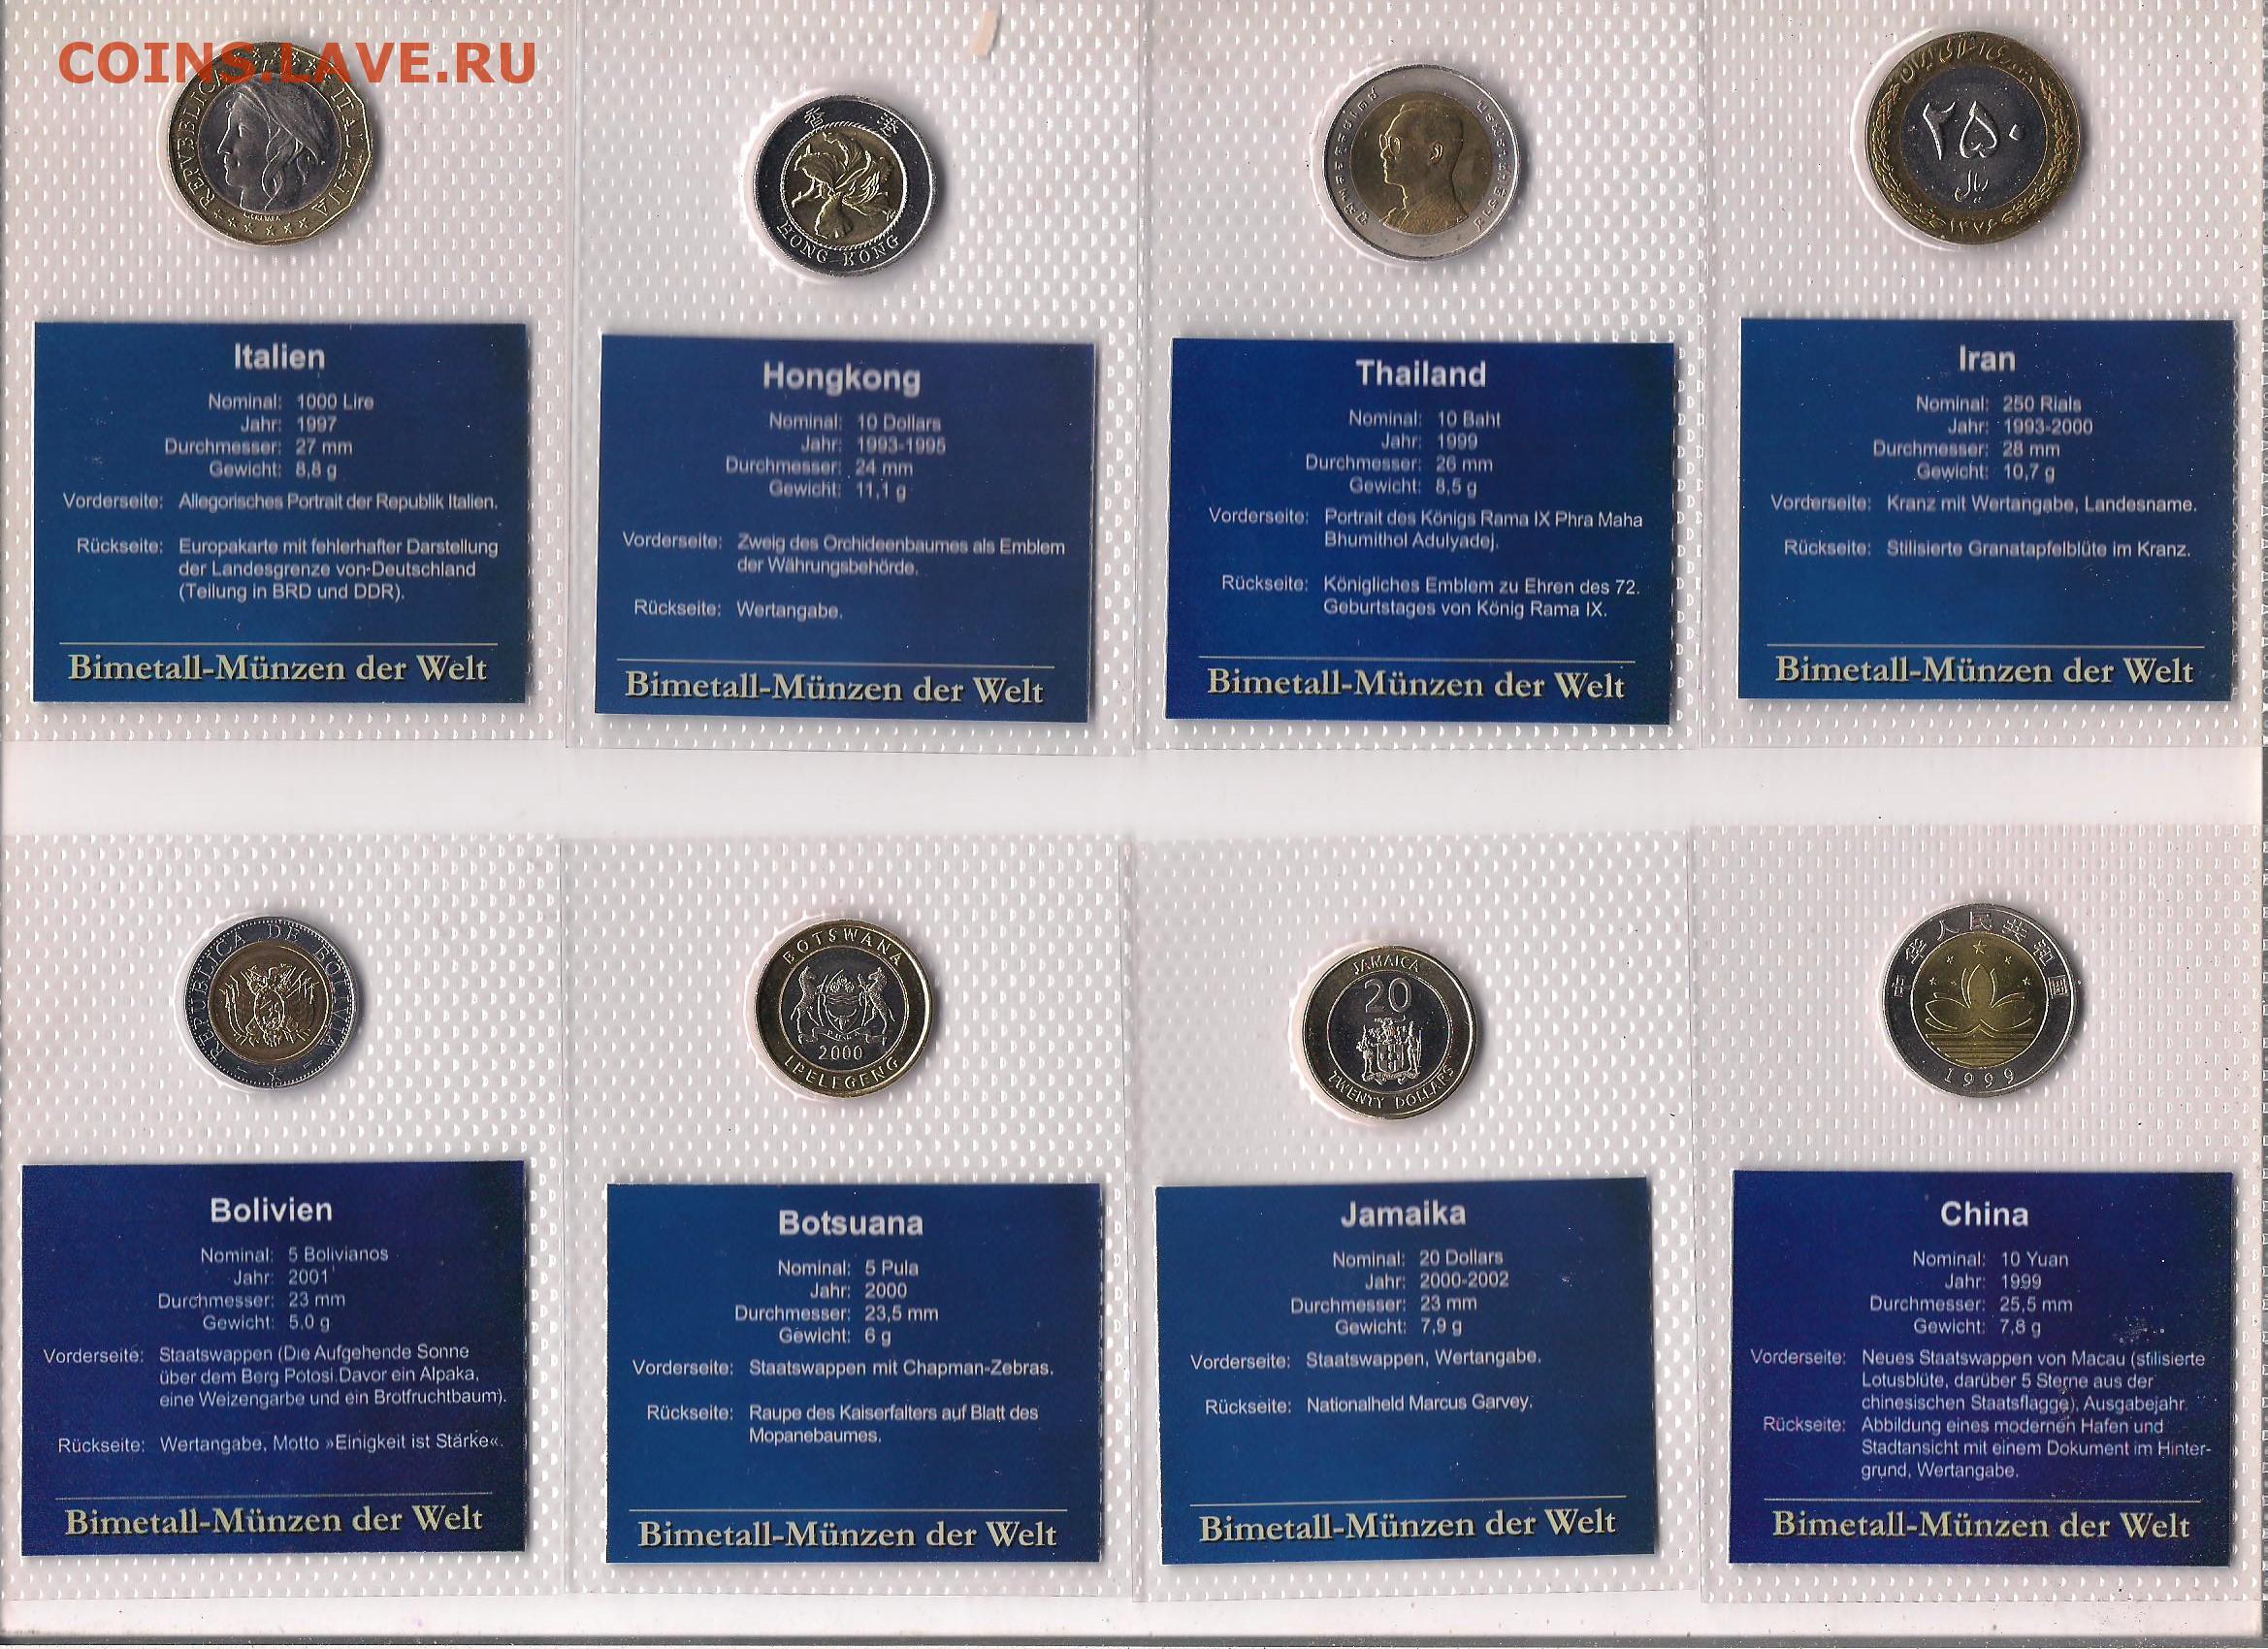 COINS.LAVE.RU
REPVBBLICA ITALIANA
香 港
HONG KONG
۲۵۰
ریال
۱۳۷۶
Italien
Nominal: 1000 Lire
Jahr: 1997
Durchmesser: 27 mm
Gewicht: 8,8 g
Vorderseite: Allegorisches Portrait der Republik Italien.
Rückseite: Europakarte mit fehlerhafter Darstellung
der Landesgrenze von Deutschland
(Teilung in BRD und DDR).
Bimetall-Münzen der Welt
Hongkong
Nominal: 10 Dollars
Jahr: 1993-1995
Durchmesser: 24 mm
Gewicht: 11,1 g
Vorderseite: Zweig des Orchideenbaumes als Emblem
der Währungsbehörde.
Rückseite: Wertangabe.
Bimetall-Münzen der Welt
Thailand
Nominal: 10 Baht
Jahr: 1999
Durchmesser: 26 mm
Gewicht: 8,5 g
Vorderseite: Portrait des Königs Rama IX Phra Maha
Bhumithol Adulyadej.
Rückseite: Königliches Emblem zu Ehren des 72.
Geburtstages von König Rama IX.
Bimetall-Münzen der Welt
Iran
Nominal: 250 Rials
Jahr: 1993-2000
Durchmesser: 28 mm
Gewicht: 10,7 g
Vorderseite: Kranz mit Wertangabe, Landesname.
Rückseite: Stilisierte Granatapfelblüte im Kranz.
Bimetall-Münzen der Welt
REPUBLICA DE BOLIVIA
BOTSWANA
2000
IPELEGENG
JAMAICA
20
TWENTY DOLLARS
中华人民共和国
1999
Bolivien
Nominal: 5 Bolivianos
Jahr: 2001
Durchmesser: 23 mm
Gewicht: 5.0 g
Vorderseite: Staatswappen (Die Aufgehende Sonne
über dem Berg Potosi.Davor ein Alpaka,
eine Weizengarbe und ein Brotfruchtbaum).
Rückseite: Wertangabe, Motto »Einigkeit ist Stärke«.
Bimetall-Münzen der Welt
Botsuana
Nominal: 5 Pula
Jahr: 2000
Durchmesser: 23,5 mm
Gewicht: 6 g
Vorderseite: Staatswappen mit Chapman-Zebras.
Rückseite: Raupe des Kaiserfalters auf Blatt des
Mopanebaumes.
Bimetall-Münzen der Welt
Jamaika
Nominal: 20 Dollars
Jahr: 2000-2002
Durchmesser: 23 mm
Gewicht: 7,9 g
Vorderseite: Staatswappen, Wertangabe.
Rückseite: Nationalheld Marcus Garvey.
Bimetall-Münzen der Welt
China
Nominal: 10 Yuan
Jahr: 1999
Durchmesser: 25,5 mm
Gewicht: 7,8 g
Vorderseite: Neues Staatswappen von Macau (stilisierte
Lotusblüte, darüber 5 Sterne aus der
chinesischen Staatsflagge), Ausgabejahr.
Rückseite: Abbildung eines modernen Hafen und
Stadtansicht mit einem Dokument im Hinter-
grund, Wertangabe.
Bimetall-Münzen der Welt